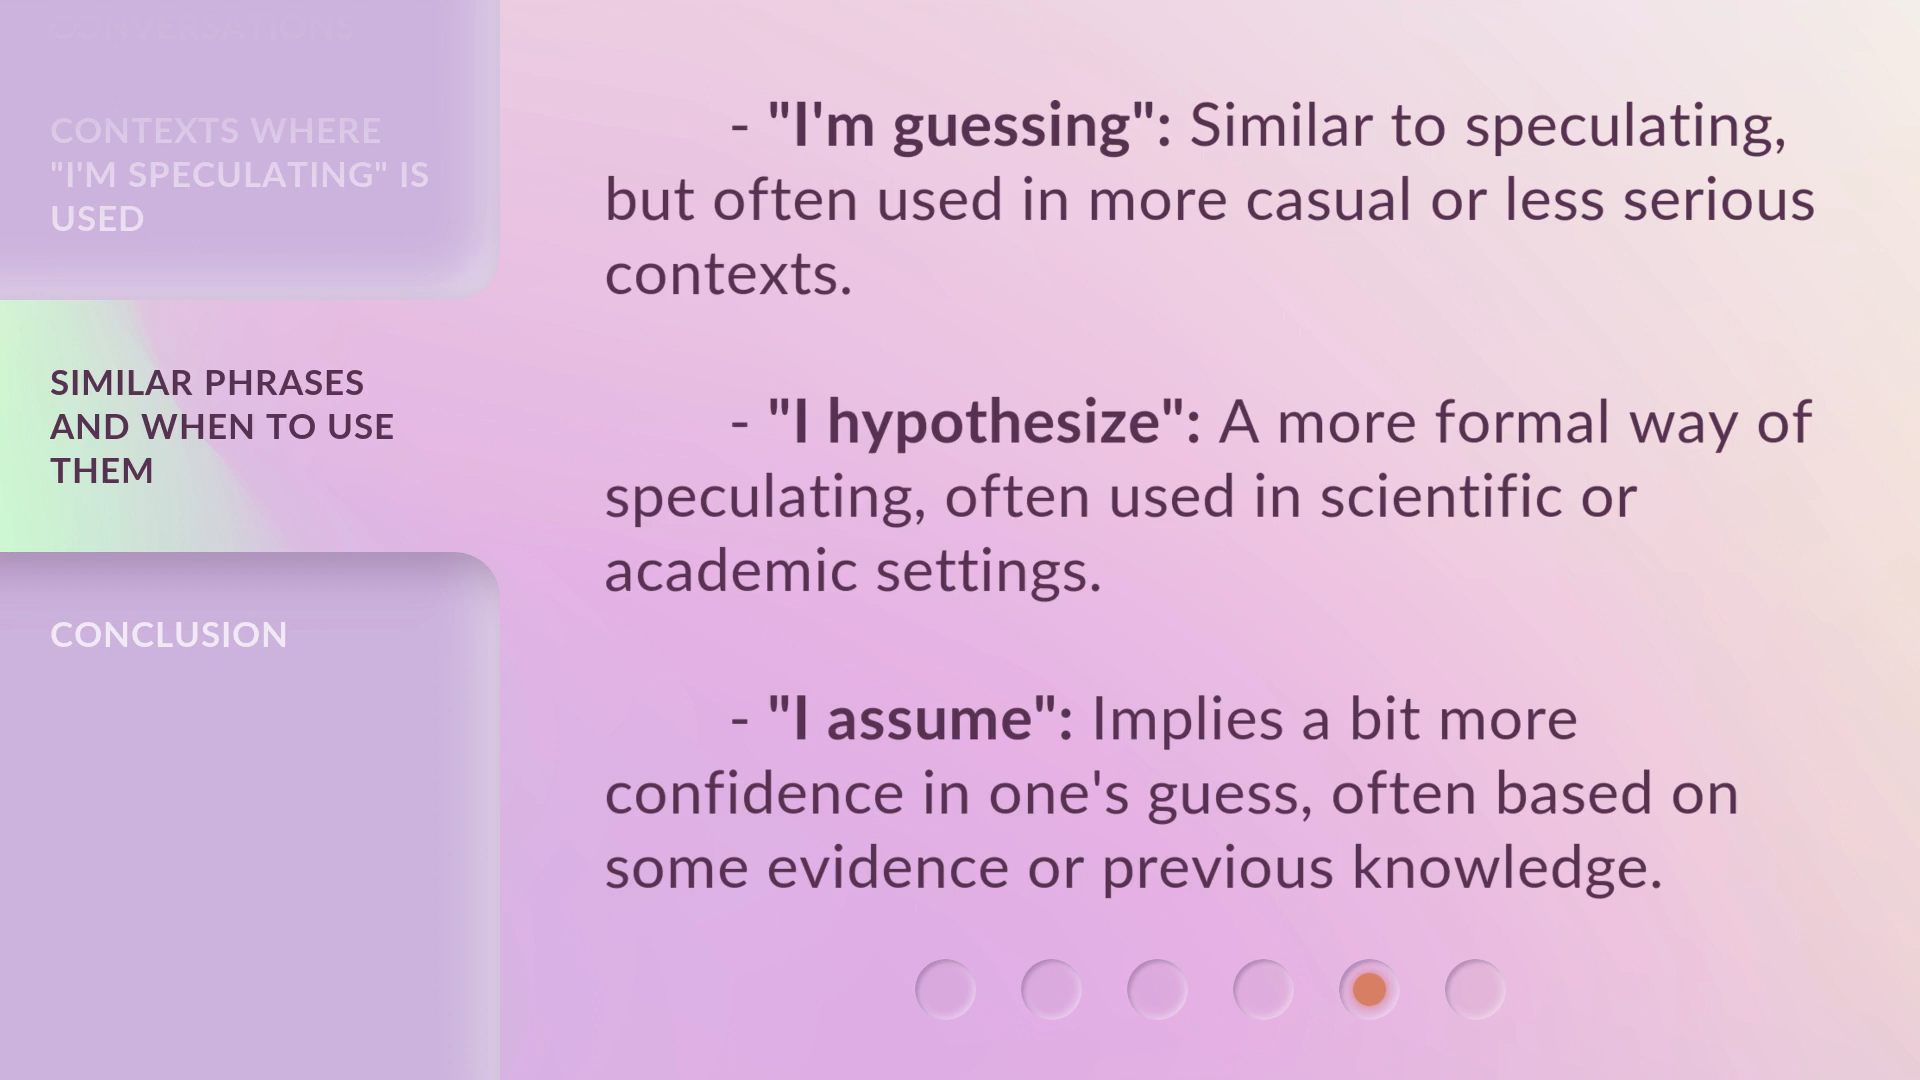 CONVERSATIONS
CONTEXTS WHERE
"I'M SPECULATING" IS
USED
SIMILAR PHRASES
AND WHEN TO USE
THEM
CONCLUSION
- "I'm guessing": Similar to speculating,
but often used in more casual or less serious
contexts.
- "I hypothesize": A more formal way of
speculating, often used in scientific or
academic settings.
- "I assume": Implies a bit more
confidence in one's guess, often based on
some evidence or previous knowledge.